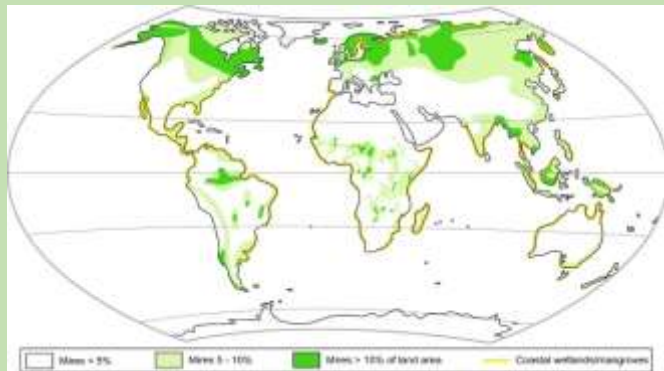 Mires < 5%
Mires 5 - 10%
Mires > 10% of land area
Coastal wetlands/mangroves